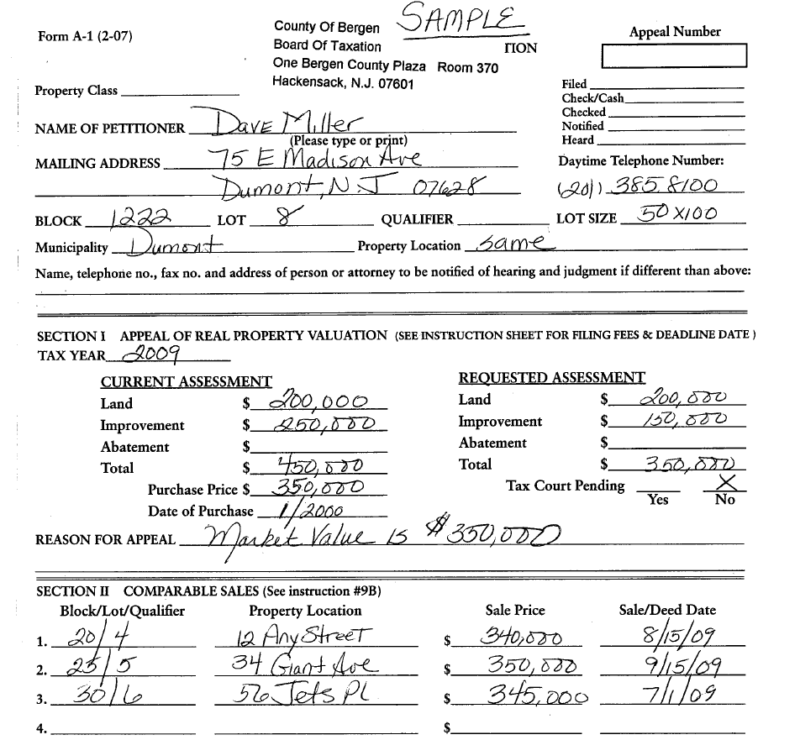 SAMPLE
Form A-1 (2-07)
County Of Bergen
Board Of Taxation
TION
One Bergen County Plaza Room 370
Hackensack, N.J. 07601
Appeal Number
Property Class
Filed
Check/Cash
Checked
Notified
Heard
NAME OF PETITIONER Dave Miller
(Please type or print)
MAILING ADDRESS 75 E Madison Ave
Dumont, NJ 07628
Daytime Telephone Number:
(201) 385 8100
BLOCK 1222 LOT 8 QUALIFIER LOT SIZE 50 X 100
Municipality Dumont Property Location same
Name, telephone no., fax no. and address of person or attorney to be notified of hearing and judgment if different than above:
SECTION I APPEAL OF REAL PROPERTY VALUATION (SEE INSTRUCTION SHEET FOR FILING FEES & DEADLINE DATE )
TAX YEAR 2009
CURRENT ASSESSMENT
Land $ 200,000
Improvement $ 250,000
Abatement $
Total $ 450,000
Purchase Price $ 350,000
Date of Purchase 1/2000
REQUESTED ASSESSMENT
Land $ 200,000
Improvement $ 150,000
Abatement $
Total $ 350,000
Tax Court Pending X
Yes No
REASON FOR APPEAL Market Value is $350,000
SECTION II COMPARABLE SALES (See instruction #9B)
Block/Lot/Qualifier Property Location Sale Price Sale/Deed Date
1. 20/4 12 Any Street $ 340,000 8/15/09
2. 25/5 34 Giant Ave $ 350,000 9/15/09
3. 30/6 56 Jets Pl $ 345,000 7/1/09
4. $